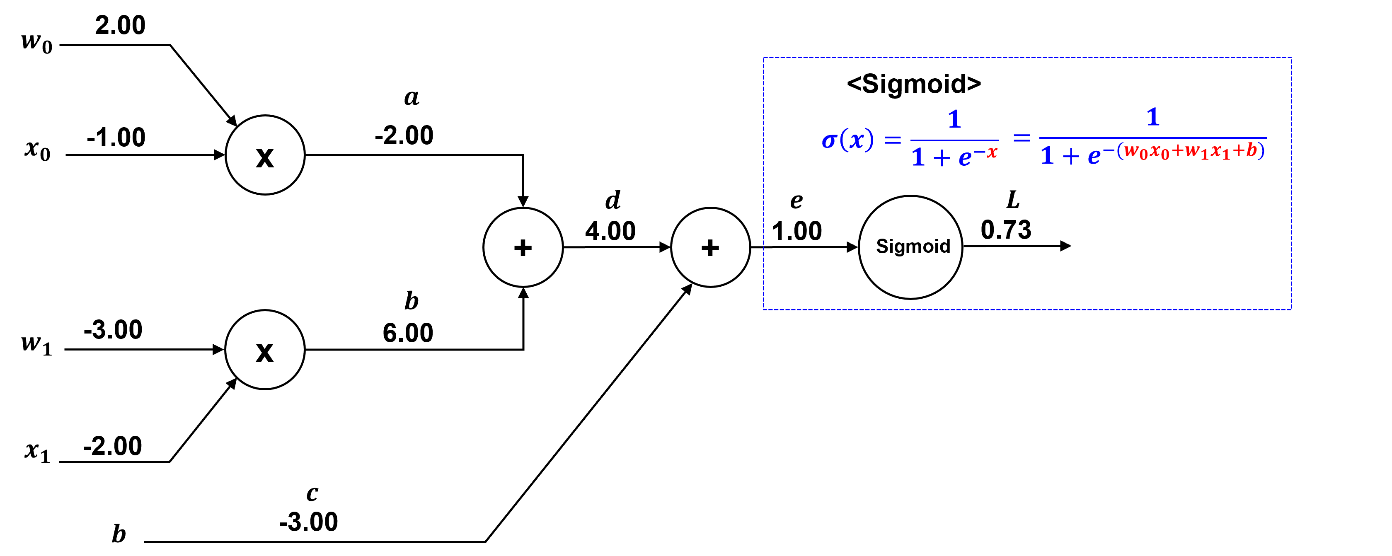 w₀ 2.00
x₀ -1.00
x
a
-2.00
w₁ -3.00
x₁ -2.00
x
b
6.00
b
c
-3.00
+
d
4.00
+
<Sigmoid>
σ(x) = 1 / (1 + e^(-x)) = 1 / (1 + e^(-(w₀x₀+w₁x₁+b)))
e
1.00
Sigmoid
L
0.73